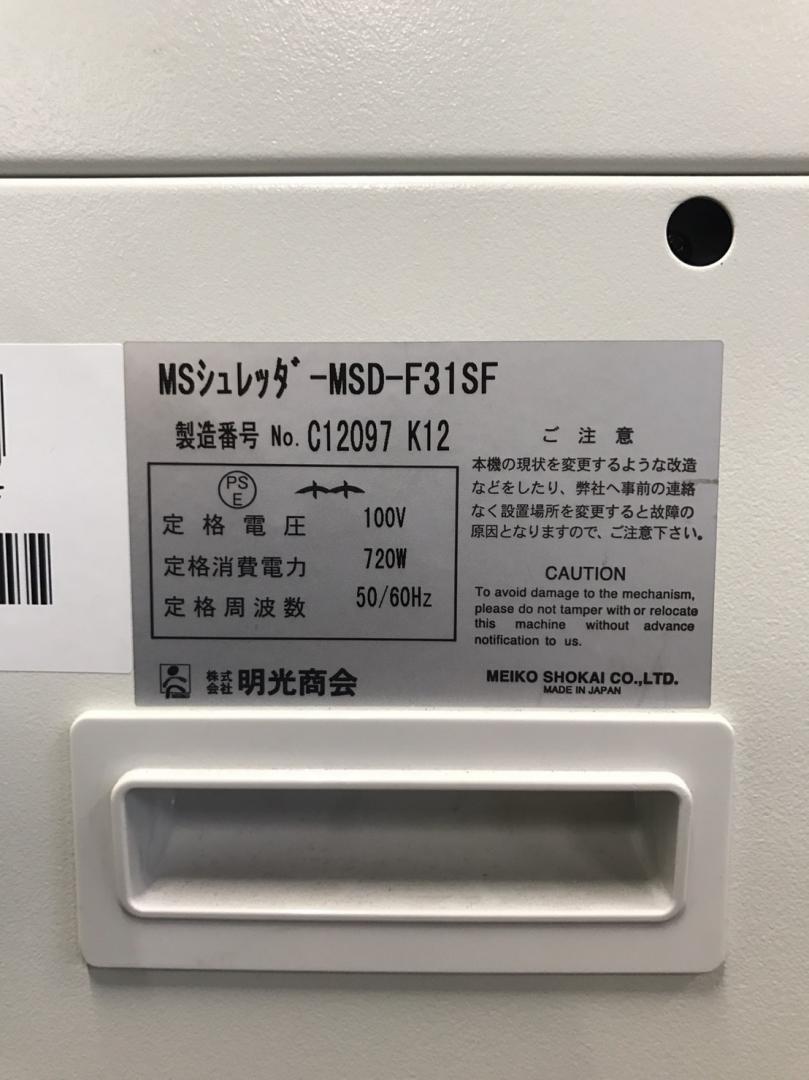 MSシュレッダ-MSD-F31SF
製造番号 No. C12097 K12
PS
E
定格電圧 100V
定格消費電力 720W
定格周波数 50/60Hz
ご注意
本機の現状を変更するような改造
などをしたり、弊社へ事前の連絡
なく設置場所を変更すると故障の
原因となりますので、ご注意下さい。
CAUTION
To avoid damage to the mechanism,
please do not tamper with or relocate
this machine without advance
notification to us.
株式会社 明光商会
MEIKO SHOKAI CO.,LTD.
MADE IN JAPAN